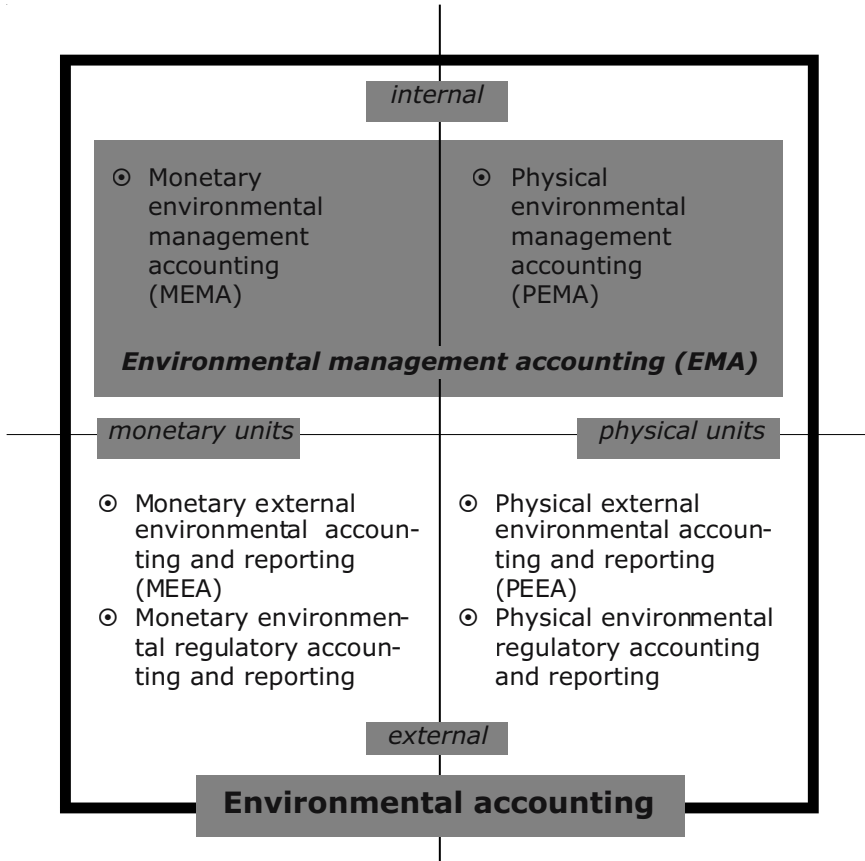 internal
⊙ Monetary
environmental
management
accounting
(MEMA)
⊙ Physical
environmental
management
accounting
(PEMA)
Environmental management accounting (EMA)
monetary units
physical units
⊙ Monetary external
environmental accoun-
ting and reporting
(MEEA)
⊙ Monetary environmen-
tal regulatory accoun-
ting and reporting
⊙ Physical external
environmental accoun-
ting and reporting
(PEEA)
⊙ Physical environmental
regulatory accounting
and reporting
external
Environmental accounting